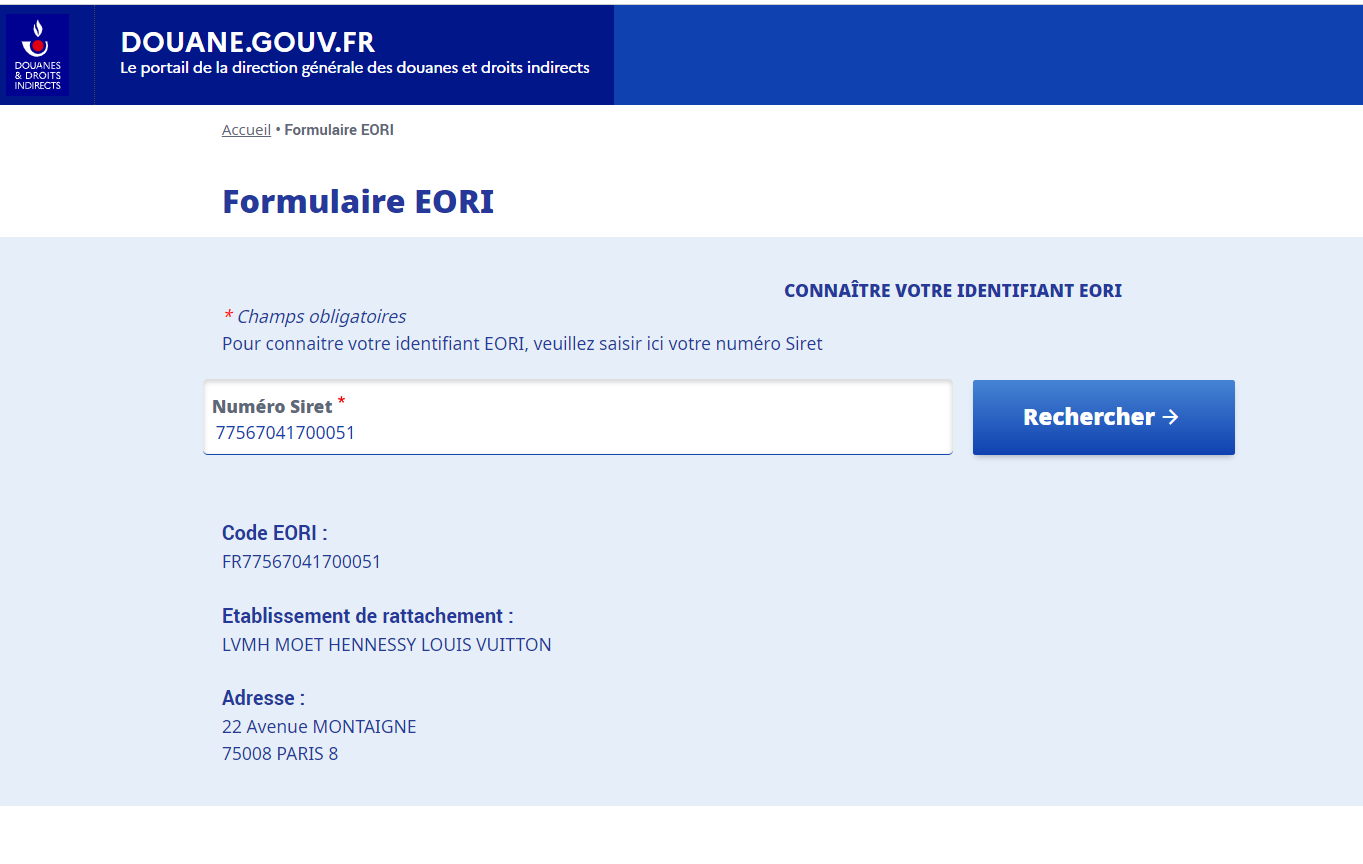 DOUANES
& DROITS
INDIRECTS
DOUANE.GOUV.FR
Le portail de la direction générale des douanes et droits indirects
Accueil • Formulaire EORI
Formulaire EORI
CONNAÎTRE VOTRE IDENTIFIANT EORI
* Champs obligatoires
Pour connaitre votre identifiant EORI, veuillez saisir ici votre numéro Siret
Numéro Siret *
77567041700051
Rechercher →
Code EORI :
FR77567041700051
Etablissement de rattachement :
LVMH MOET HENNESSY LOUIS VUITTON
Adresse :
22 Avenue MONTAIGNE
75008 PARIS 8